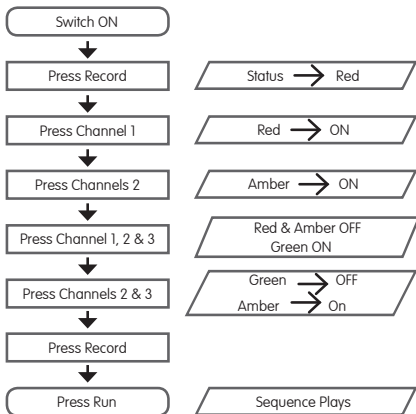 Switch ON
Press Record
Status → Red
Press Channel 1
Red → ON
Press Channels 2
Amber → ON
Press Channel 1, 2 & 3
Red & Amber OFF
Green ON
Press Channels 2 & 3
Green → OFF
Amber → On
Press Record
Press Run
Sequence Plays